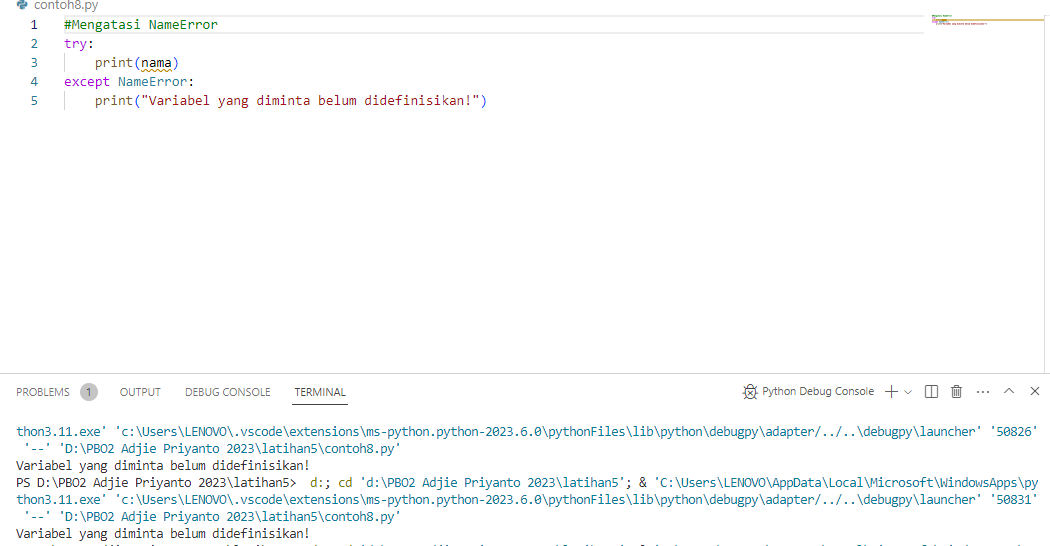 contoh8.py
1 #Mengatasi NameError
2 try:
3     print(nama)
4 except NameError:
5     print("Variabel yang diminta belum didefinisikan!")
PROBLEMS 1 OUTPUT DEBUG CONSOLE TERMINAL Python Debug Console
thon3.11.exe' 'c:\Users\LENOVO\.vscode\extensions\ms-python.python-2023.6.0\pythonFiles\lib\python\debugpy\adapter/../..\debugpy\launcher' '50826'
'--' 'D:\PBO2 Adjie Priyanto 2023\latihan5\contoh8.py'
Variabel yang diminta belum didefinisikan!
PS D:\PBO2 Adjie Priyanto 2023\latihan5>  d:; cd 'd:\PBO2 Adjie Priyanto 2023\latihan5'; & 'C:\Users\LENOVO\AppData\Local\Microsoft\WindowsApps\py
thon3.11.exe' 'c:\Users\LENOVO\.vscode\extensions\ms-python.python-2023.6.0\pythonFiles\lib\python\debugpy\adapter/../..\debugpy\launcher' '50831'
'--' 'D:\PBO2 Adjie Priyanto 2023\latihan5\contoh8.py'
Variabel yang diminta belum didefinisikan!